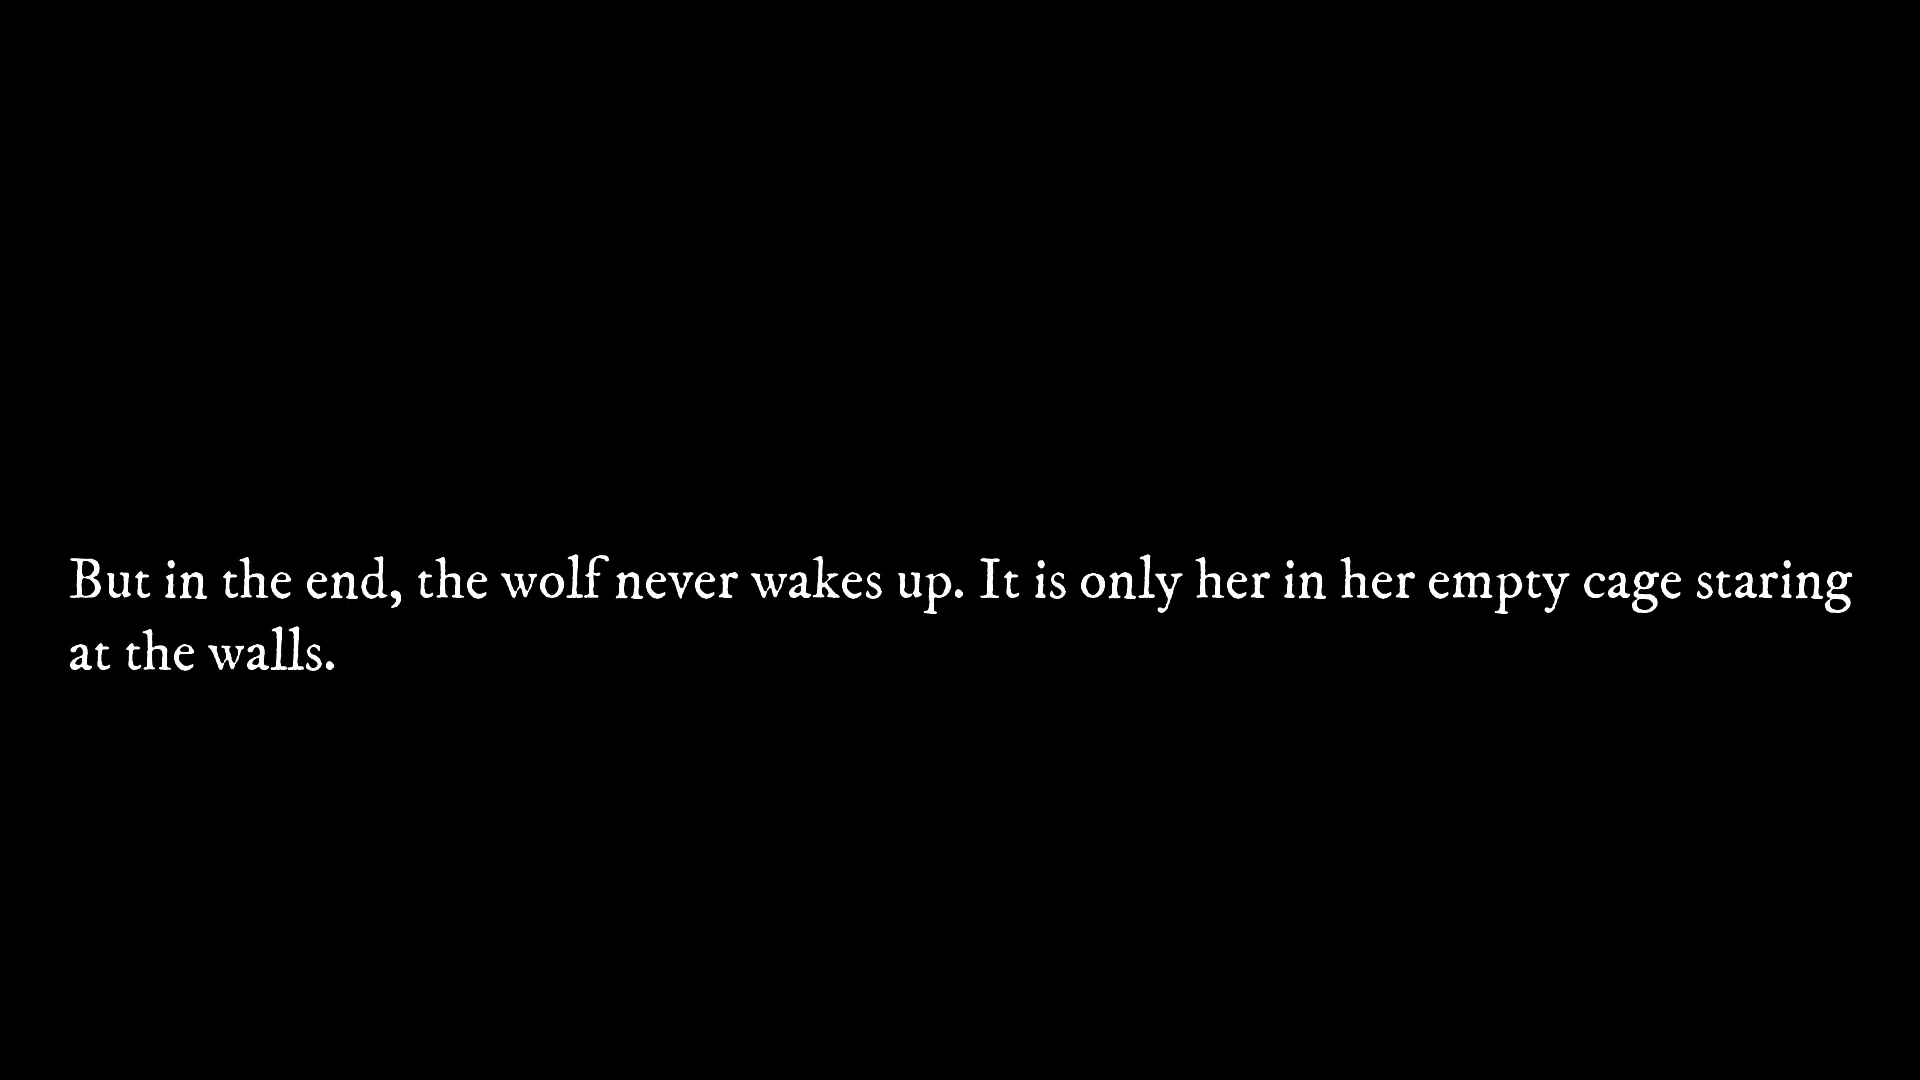 But in the end, the wolf never wakes up. It is only her in her empty cage staring
at the walls.